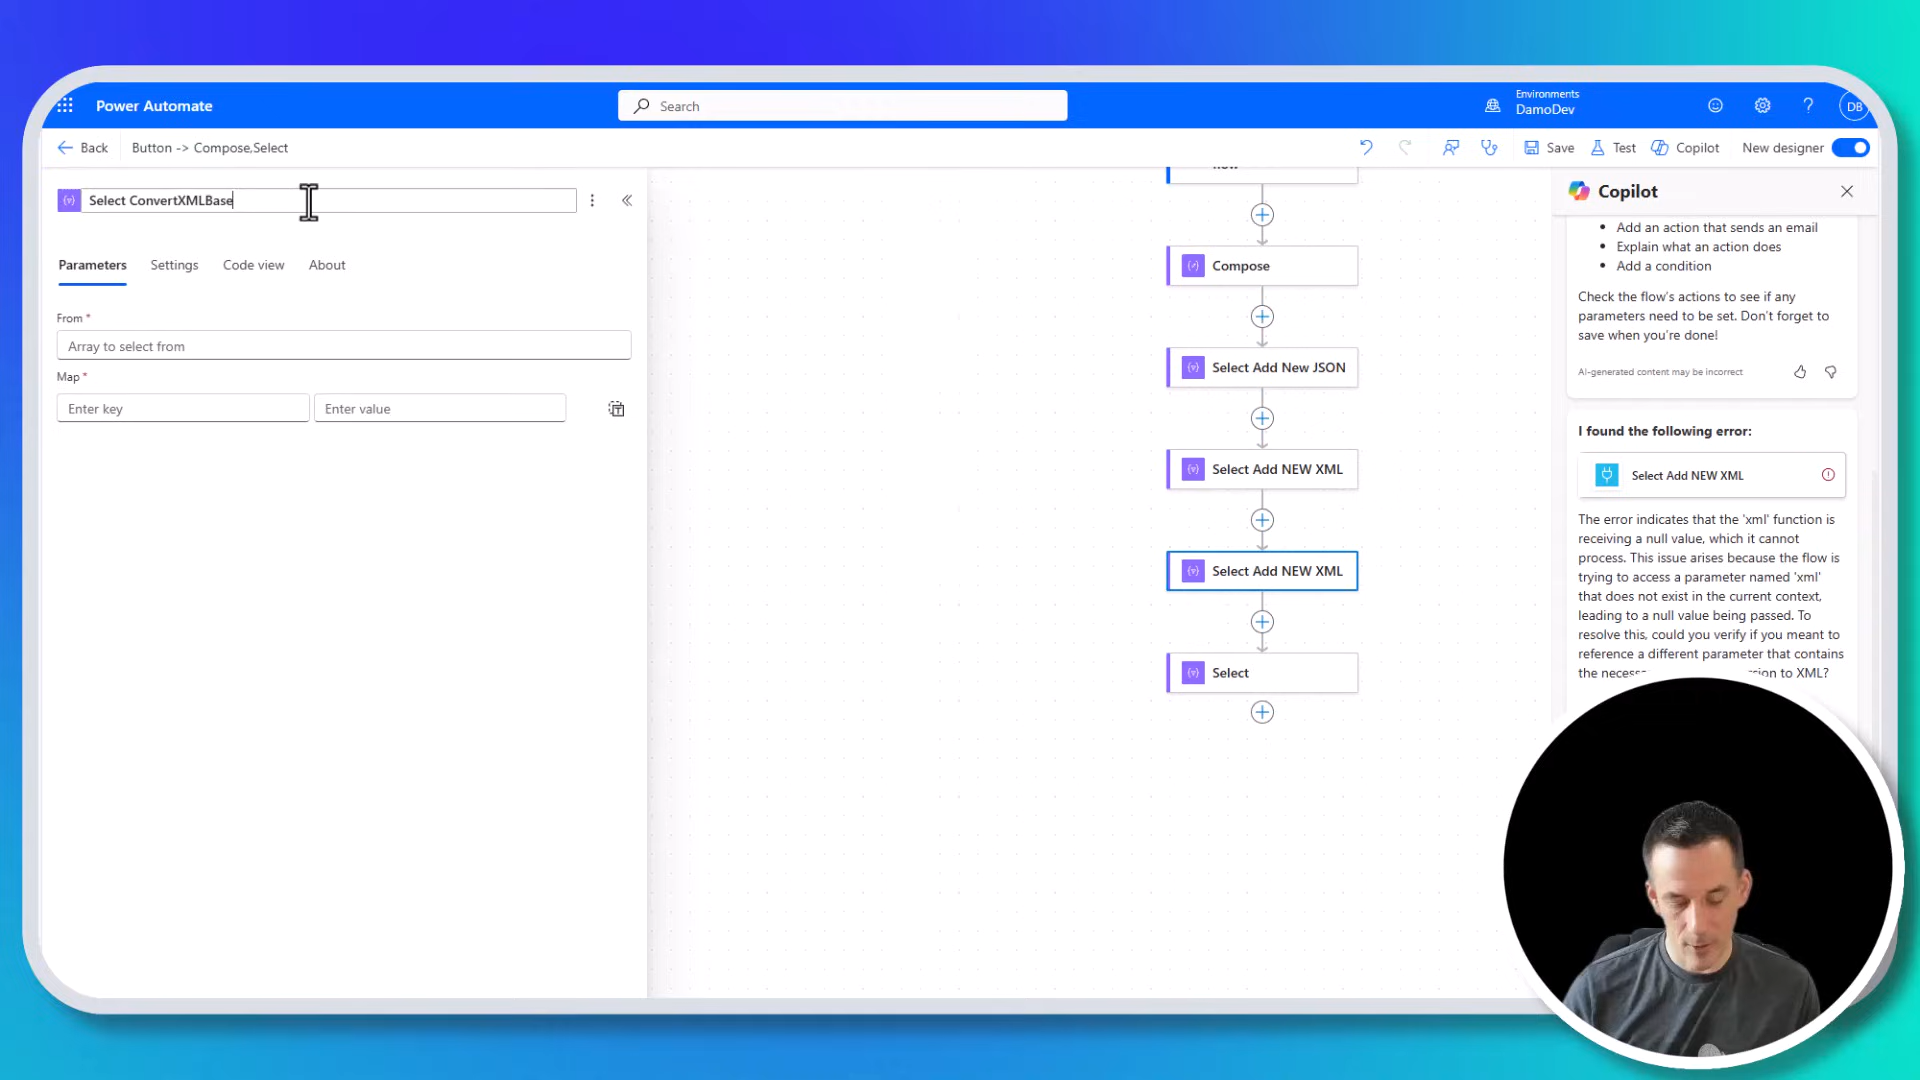 Power Automate
Search
Environments
DamoDev
DB
Back
Button -> Compose,Select
Save
Test
Copilot
New designer
Select ConvertXMLBase
Parameters
Settings
Code view
About
From *
Array to select from
Map *
Enter key
Enter value
Compose
Select Add New JSON
Select Add NEW XML
Select Add NEW XML
Select
Copilot
• Add an action that sends an email
• Explain what an action does
• Add a condition
Check the flow's actions to see if any
parameters need to be set. Don't forget to
save when you're done!
AI-generated content may be incorrect
I found the following error:
Select Add NEW XML
The error indicates that the 'xml' function is
receiving a null value, which it cannot
process. This issue arises because the flow is
trying to access a parameter named 'xml'
that does not exist in the current context,
leading to a null value being passed. To
resolve this, could you verify if you meant to
reference a different parameter that contains
the to XML?